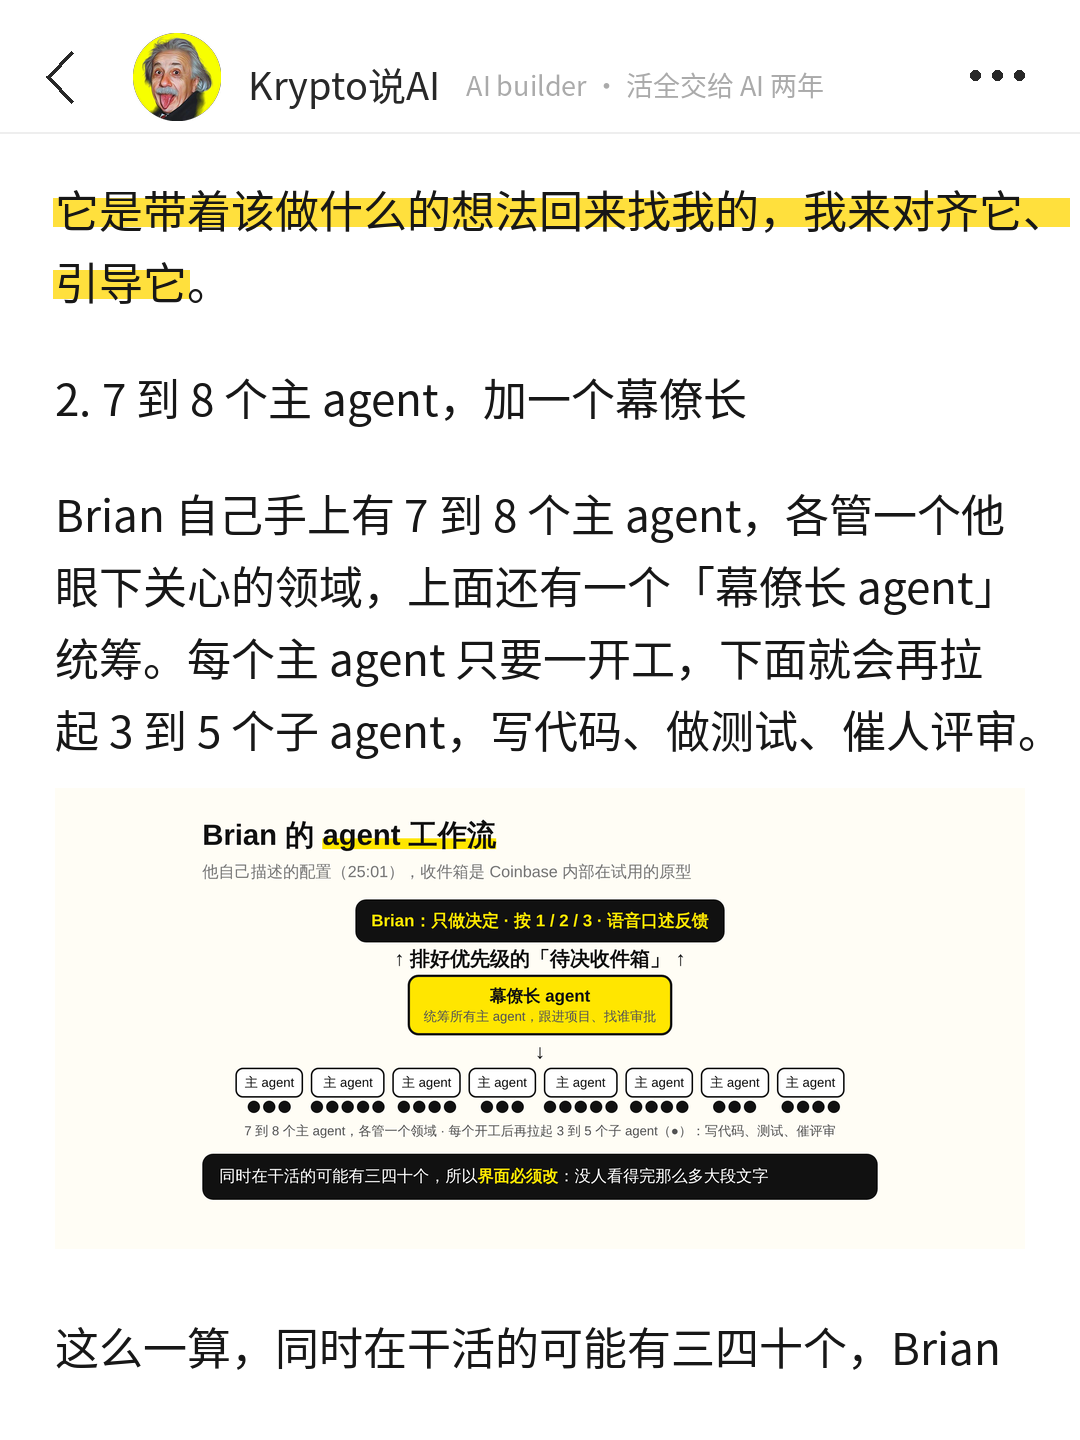 Krypto说AI AI builder · 活全交给 AI 两年
它是带着该做什么的想法回来找我的，我来对齐它、
引导它。
2. 7 到 8 个主 agent，加一个幕僚长
Brian 自己手上有 7 到 8 个主 agent，各管一个他
眼下关心的领域，上面还有一个「幕僚长 agent」
统筹。每个主 agent 只要一开工，下面就会再拉
起 3 到 5 个子 agent，写代码、做测试、催人评审。
Brian 的 agent 工作流
他自己描述的配置（25:01），收件箱是 Coinbase 内部在试用的原型
Brian：只做决定 · 按 1 / 2 / 3 · 语音口述反馈
↑ 排好优先级的「待决收件箱」 ↑
幕僚长 agent
统筹所有主 agent，跟进项目、找谁审批
↓
主 agent 主 agent 主 agent 主 agent 主 agent 主 agent 主 agent 主 agent
7 到 8 个主 agent，各管一个领域 · 每个开工后再拉起 3 到 5 个子 agent（●）：写代码、测试、催评审
同时在干活的可能有三四十个，所以界面必须改：没人看得完那么多大段文字
这么一算，同时在干活的可能有三四十个，Brian